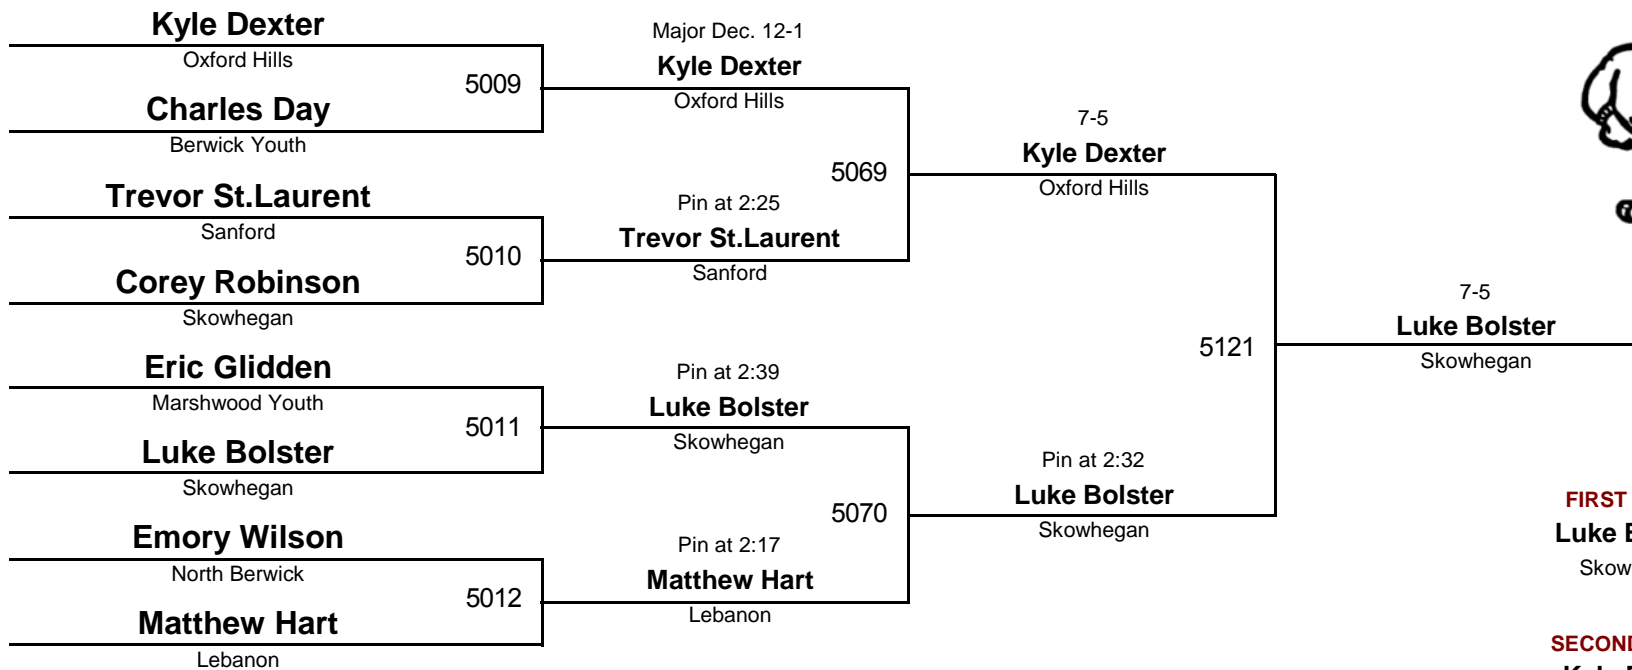 Kyle Dexter
Oxford Hills
5009
Charles Day
Berwick Youth
Trevor St.Laurent
Sanford
5010
Corey Robinson
Skowhegan
Eric Glidden
Marshwood Youth
5011
Luke Bolster
Skowhegan
Emory Wilson
North Berwick
5012
Matthew Hart
Lebanon
Major Dec. 12-1
Kyle Dexter
Oxford Hills
5069
Pin at 2:25
Trevor St.Laurent
Sanford
Pin at 2:39
Luke Bolster
Skowhegan
5070
Pin at 2:17
Matthew Hart
Lebanon
7-5
Kyle Dexter
Oxford Hills
5121
Pin at 2:32
Luke Bolster
Skowhegan
7-5
Luke Bolster
Skowhegan
FIRST
Luke
Skow
SECOND